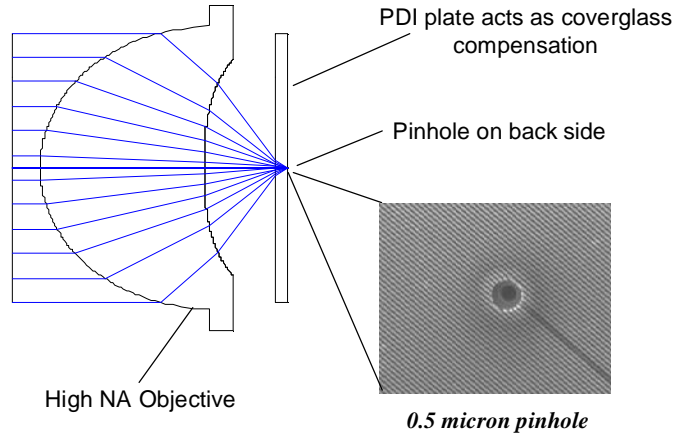 PDI plate acts as coverglass
compensation
Pinhole on back side
High NA Objective
0.5 micron pinhole